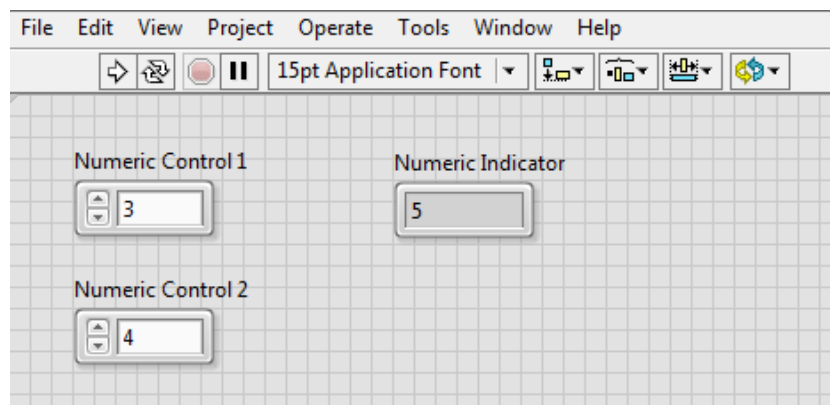 File Edit View Project Operate Tools Window Help
15pt Application Font
Numeric Control 1
3
Numeric Indicator
5
Numeric Control 2
4